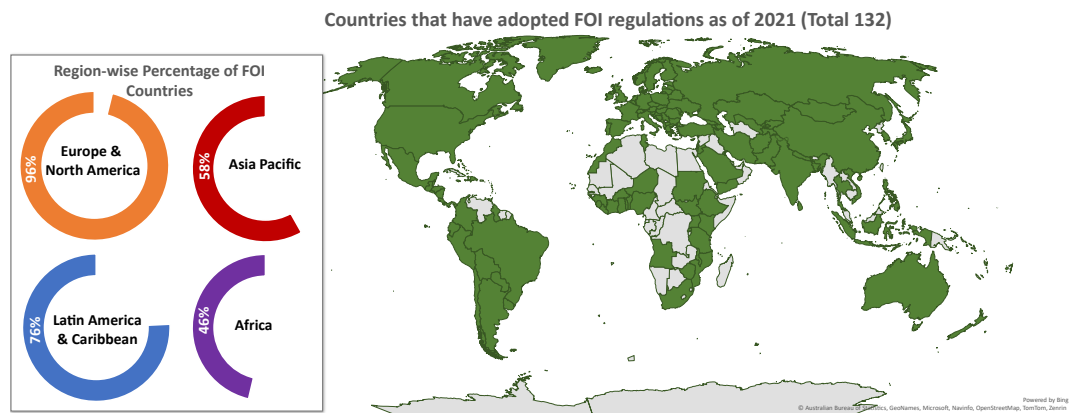 Countries that have adopted FOI regulations as of 2021 (Total 132)
Region-wise Percentage of FOI
Countries
96%
Europe &
North America
58%
Asia Pacific
76%
Latin America
& Caribbean
46%
Africa
Powered by Bing
© Australian Bureau of Statistics, GeoNames, Microsoft, Navinfo, OpenStreetMap, TomTom, Zenrin